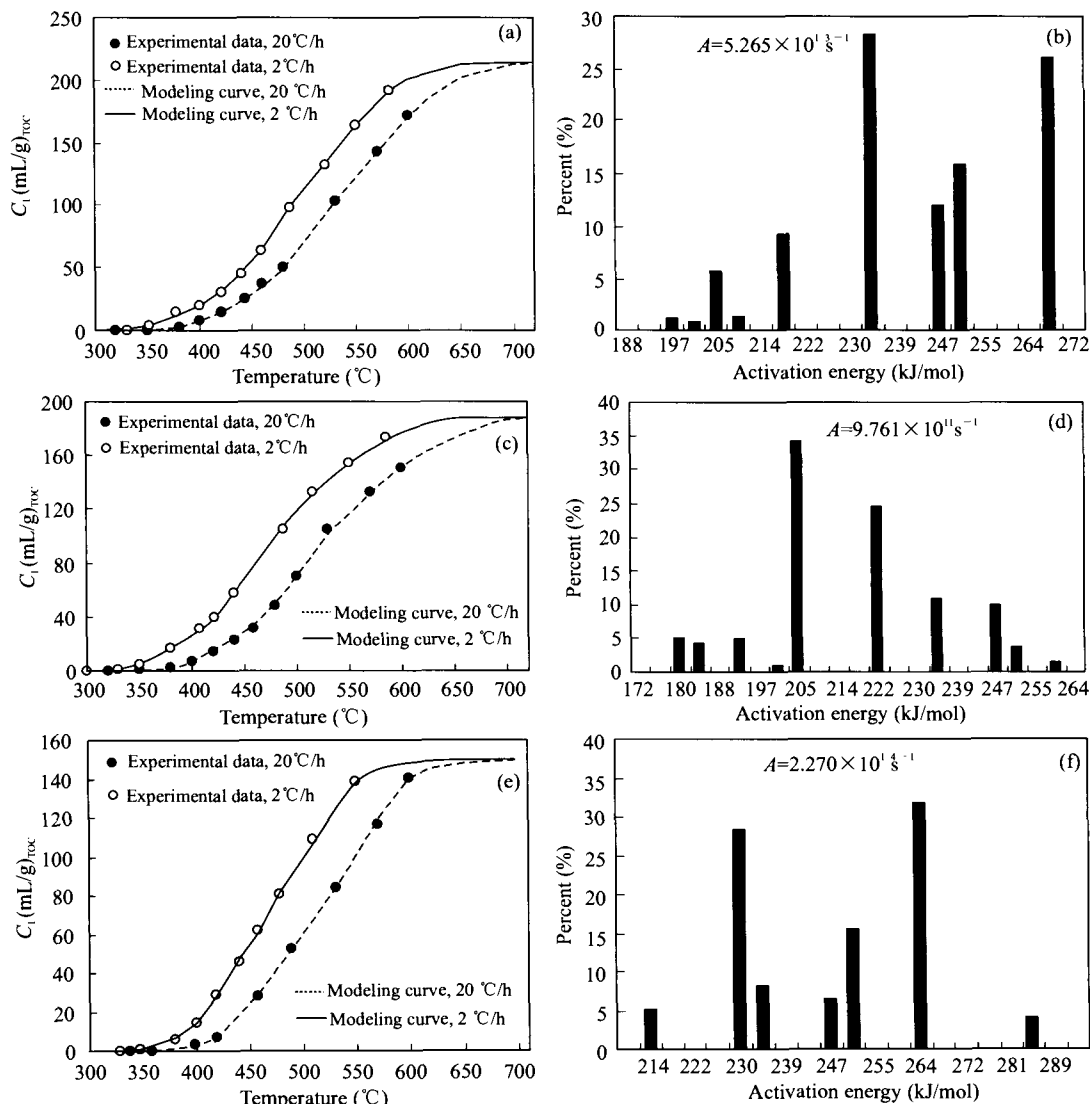 250
200
150
100
50
0
C₁ (mL/g)TOC
Experimental data, 20℃/h
Experimental data, 2℃/h
Modeling curve, 20 ℃/h
Modeling curve, 2 ℃/h
(a)
300 350 400 450 500 550 600 650 700
Temperature (℃)
30
25
20
15
10
5
0
Percent (%)
A=5.265×10¹³s⁻¹
(b)
188 197 205 214 222 230 239 247 255 264 272
Activation energy (kJ/mol)
200
160
120
80
40
0
C₁ (mL/g)TOC
Experimental data, 20℃/h
Experimental data, 2℃/h
(c)
Modeling curve, 20 ℃/h
Modeling curve, 2 ℃/h
300 350 400 450 500 550 600 650 700
Temperature (℃)
40
35
30
25
20
15
10
5
0
Percent (%)
A=9.761×10¹¹s⁻¹
(d)
172 180 188 197 205 214 222 230 239 247 255 264
Activation energy (kJ/mol)
160
140
120
100
80
60
40
20
0
C₁ (mL/g)TOC
Experimental data, 20℃/h
Experimental data, 2℃/h
(e)
Modeling curve, 20 ℃/h
Modeling curve, 2 ℃/h
300 350 400 450 500 550 600 650 700
Temperature (℃)
40
35
30
25
20
15
10
5
0
Percent (%)
A=2.270×10¹⁴s⁻¹
(f)
214 230 239 247 255 264 272 281 289
Activation energy (kJ/mol)